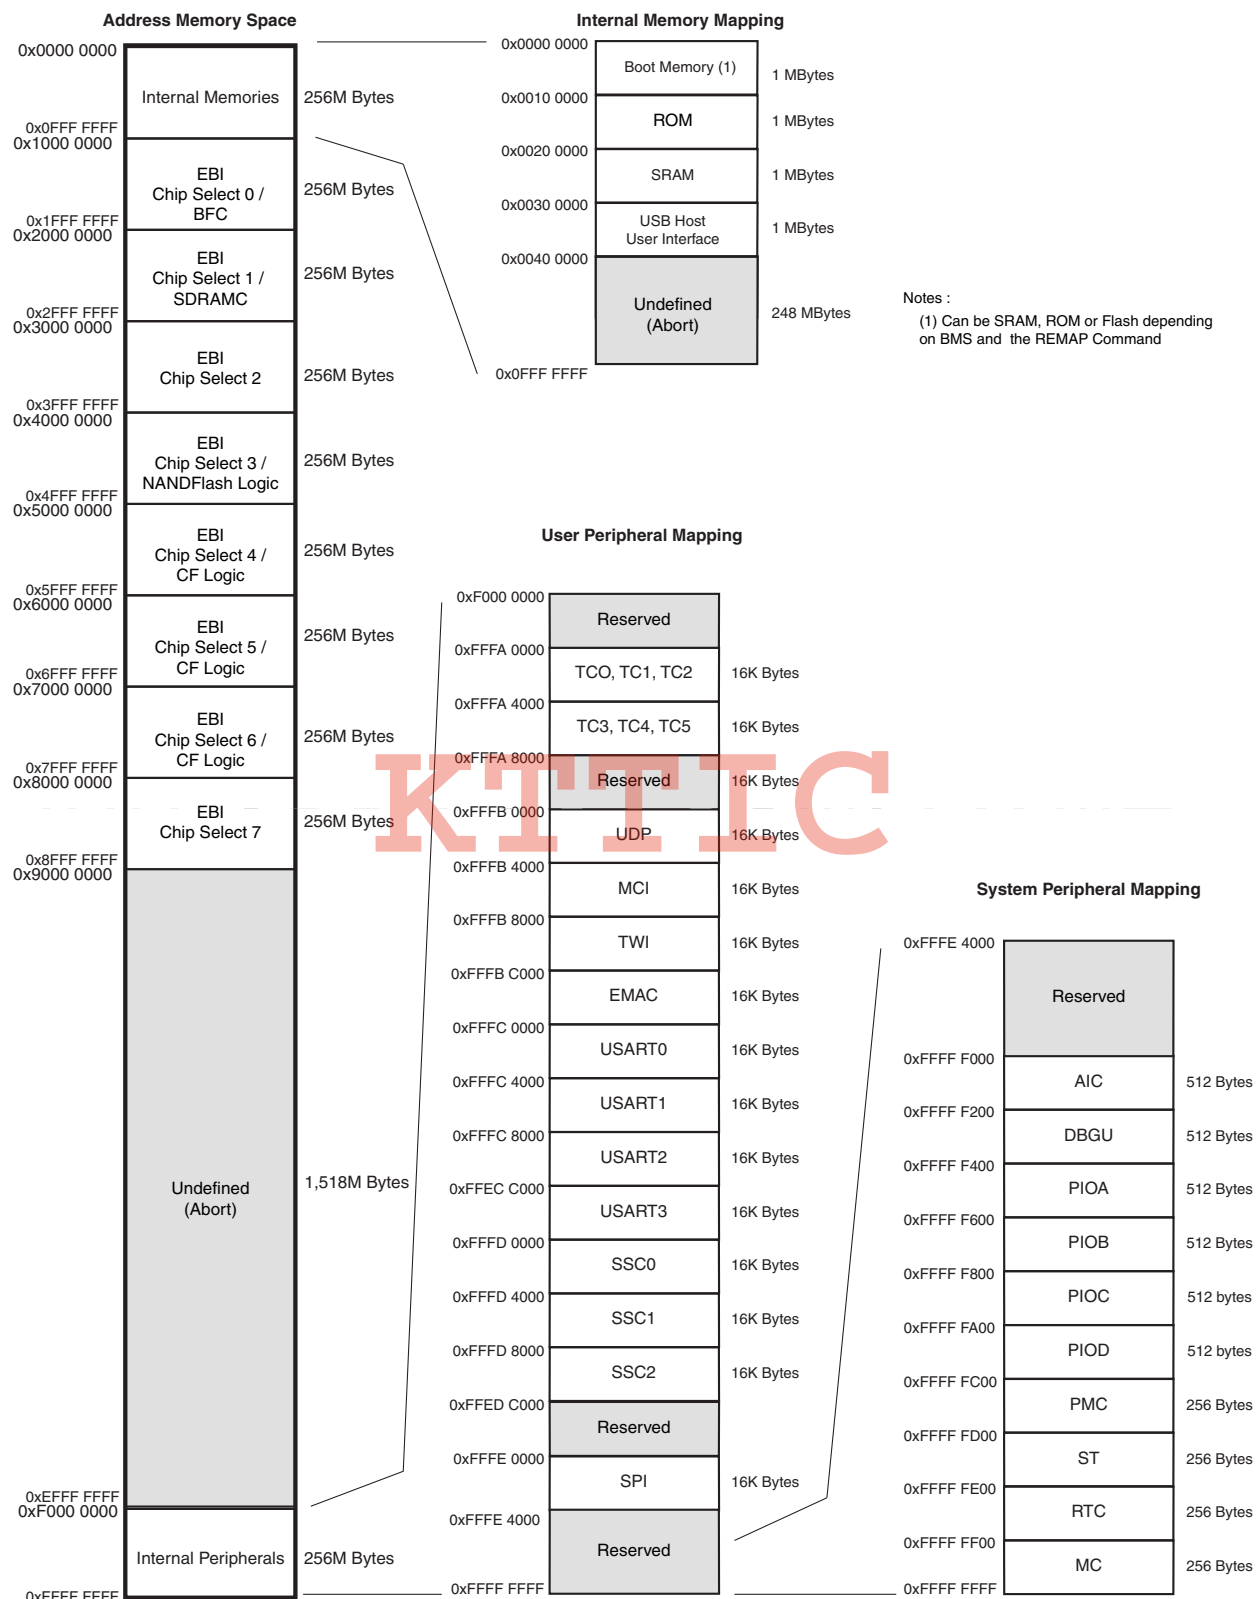 Address Memory Space
0x0000 0000
Internal Memories
256M Bytes
0x0FFF FFFF
0x1000 0000
EBI
Chip Select 0 /
BFC
256M Bytes
0x1FFF FFFF
0x2000 0000
EBI
Chip Select 1 /
SDRAMC
256M Bytes
0x2FFF FFFF
0x3000 0000
EBI
Chip Select 2
256M Bytes
0x3FFF FFFF
0x4000 0000
EBI
Chip Select 3 /
NANDFlash Logic
256M Bytes
0x4FFF FFFF
0x5000 0000
EBI
Chip Select 4 /
CF Logic
256M Bytes
0x5FFF FFFF
0x6000 0000
EBI
Chip Select 5 /
CF Logic
256M Bytes
0x6FFF FFFF
0x7000 0000
EBI
Chip Select 6 /
CF Logic
256M Bytes
0x7FFF FFFF
0x8000 0000
EBI
Chip Select 7
256M Bytes
0x8FFF FFFF
0x9000 0000
Undefined
(Abort)
1,518M Bytes
0xEFFF FFFF
0xF000 0000
Internal Peripherals
256M Bytes
0xFFFF FFFF
Internal Memory Mapping
0x0000 0000
Boot Memory (1)
1 MBytes
0x0010 0000
ROM
1 MBytes
0x0020 0000
SRAM
1 MBytes
0x0030 0000
USB Host
User Interface
1 MBytes
0x0040 0000
Undefined
(Abort)
248 MBytes
0x0FFF FFFF
Notes :
(1) Can be SRAM, ROM or Flash depending
on BMS and the REMAP Command
User Peripheral Mapping
0xF000 0000
Reserved
0xFFFA 0000
TCO, TC1, TC2
16K Bytes
0xFFFA 4000
TC3, TC4, TC5
16K Bytes
0xFFFA 8000
Reserved
16K Bytes
0xFFFB 0000
UDP
16K Bytes
0xFFFB 4000
MCI
16K Bytes
0xFFFB 8000
TWI
16K Bytes
0xFFFB C000
EMAC
16K Bytes
0xFFFC 0000
USART0
16K Bytes
0xFFFC 4000
USART1
16K Bytes
0xFFFC 8000
USART2
16K Bytes
0xFFEC C000
USART3
16K Bytes
0xFFFD 0000
SSC0
16K Bytes
0xFFFD 4000
SSC1
16K Bytes
0xFFFD 8000
SSC2
16K Bytes
0xFFED C000
Reserved
0xFFFE 0000
SPI
16K Bytes
0xFFFE 4000
Reserved
0xFFFF FFFF
KTTIC
System Peripheral Mapping
0xFFFE 4000
Reserved
0xFFFF F000
AIC
512 Bytes
0xFFFF F200
DBGU
512 Bytes
0xFFFF F400
PIOA
512 Bytes
0xFFFF F600
PIOB
512 Bytes
0xFFFF F800
PIOC
512 bytes
0xFFFF FA00
PIOD
512 bytes
0xFFFF FC00
PMC
256 Bytes
0xFFFF FD00
ST
256 Bytes
0xFFFF FE00
RTC
256 Bytes
0xFFFF FF00
MC
256 Bytes
0xFFFF FFFF